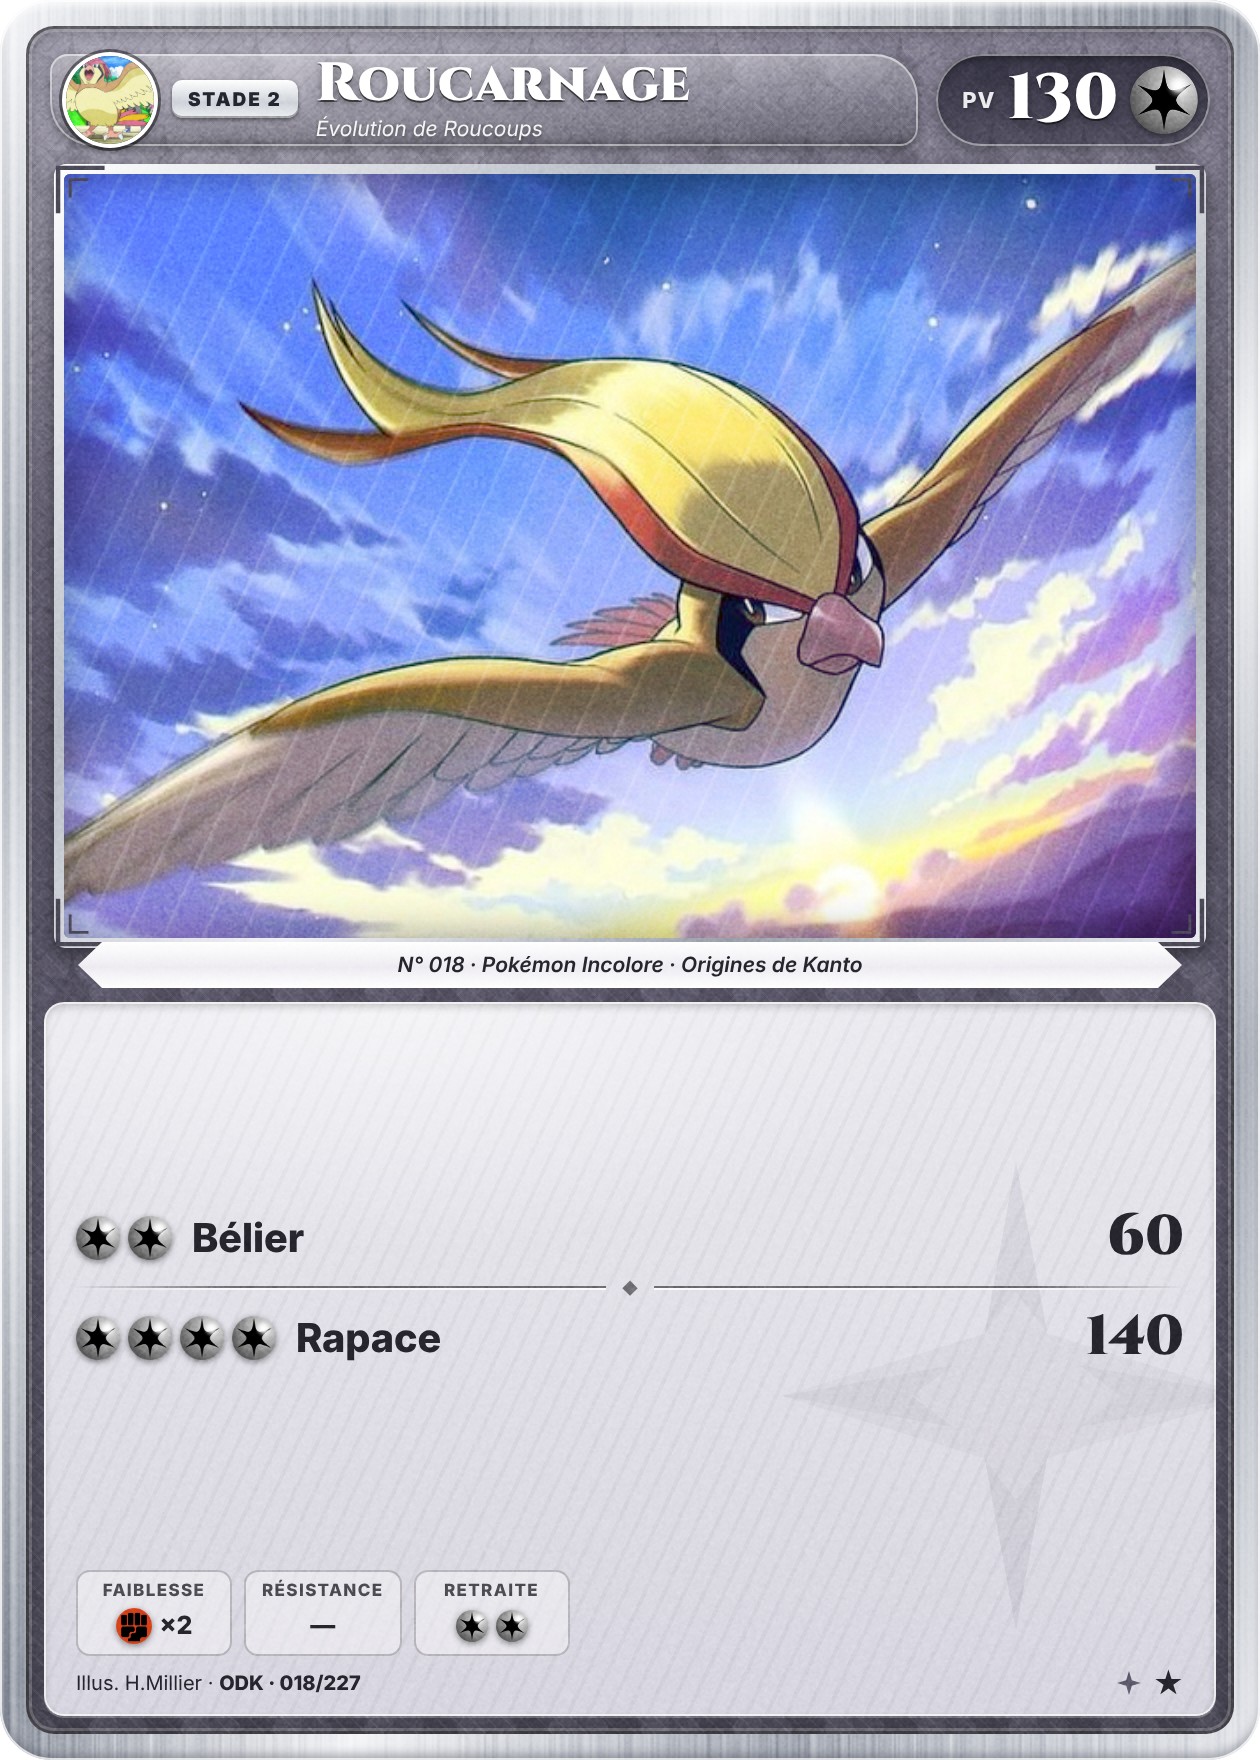 STADE 2
ROUCARNAGE
Évolution de Roucoups
PV 130
N° 018 · Pokémon Incolore · Origines de Kanto
Bélier 60
Rapace 140
FAIBLESSE RÉSISTANCE RETRAITE
×2 —
Illus. H.Millier · ODK · 018/227